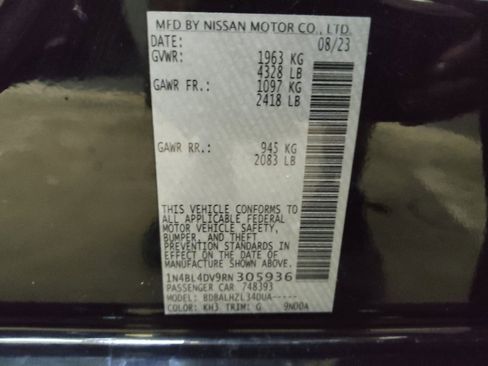 MFD BY NISSAN MOTOR CO., LTD.
DATE: 08/23
GVWR: 1963 KG
4328 LB
GAWR FR.: 1097 KG
2418 LB
GAWR RR.: 945 KG
2083 LB
THIS VEHICLE CONFORMS TO
ALL APPLICABLE FEDERAL
MOTOR VEHICLE SAFETY,
BUMPER, AND THEFT
PREVENTION STANDARDS IN
EFFECT ON THE DATE OF
MANUFACTURE SHOWN ABOVE.
1N4BL4DV9RN305936
PASSENGER CAR 748393
MODEL: BDBALHZL34DUA-----
COLOR: KH3 TRIM: G 9N00A